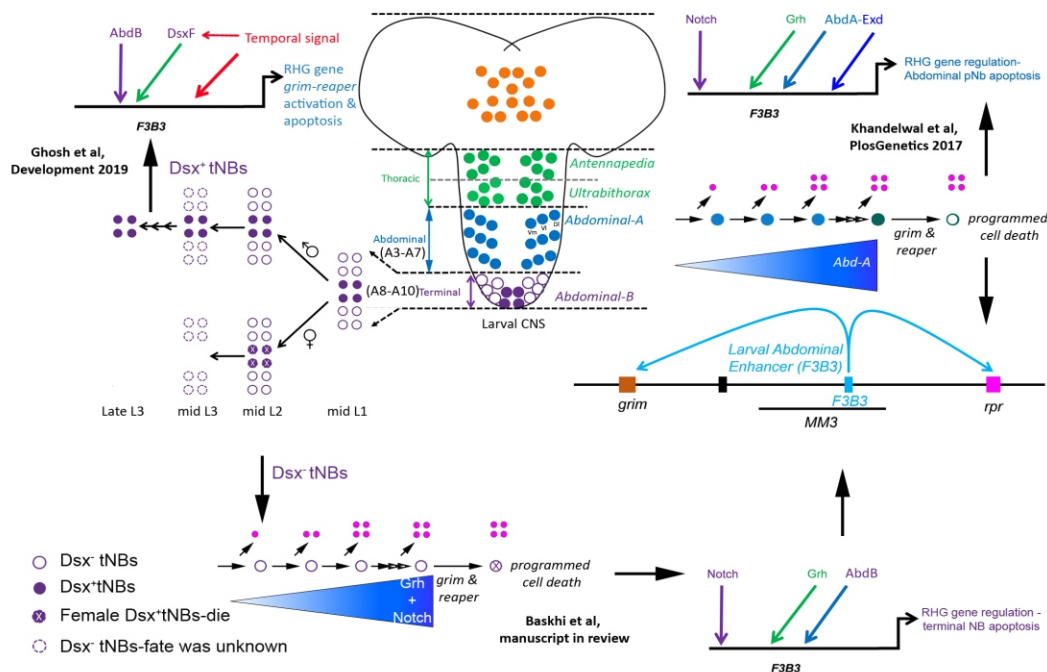 AbdB
DsxF
Temporal signal
RHG gene
grim-reaper
activation &
apoptosis
F3B3
Ghosh et al,
Development 2019
Dsx+ tNBs
Thoracic
Antennapedia
Ultrabithorax
Abdominal
(A3-A7)
Abdominal-A
Vm
Vl
Dl
(A8-A10)
Terminal
Abdominal-B
Larval CNS
♂
♀
Late L3
mid L3
mid L2
mid L1
Notch
Grh
AbdA-Exd
RHG gene regulation-
Abdominal pNb apoptosis
F3B3
Khandelwal et al,
PlosGenetics 2017
grim &
reaper
programmed
cell death
Abd-A
Larval Abdominal
Enhancer (F3B3)
grim
F3B3
rpr
MM3
Dsx- tNBs
Grh
+
Notch
grim &
reaper
programmed
cell death
Baskhi et al,
manuscript in review
Notch
Grh
AbdB
RHG gene regulation -
terminal NB apoptosis
F3B3
Dsx- tNBs
Dsx+tNBs
Female Dsx+tNBs-die
Dsx- tNBs-fate was unknown